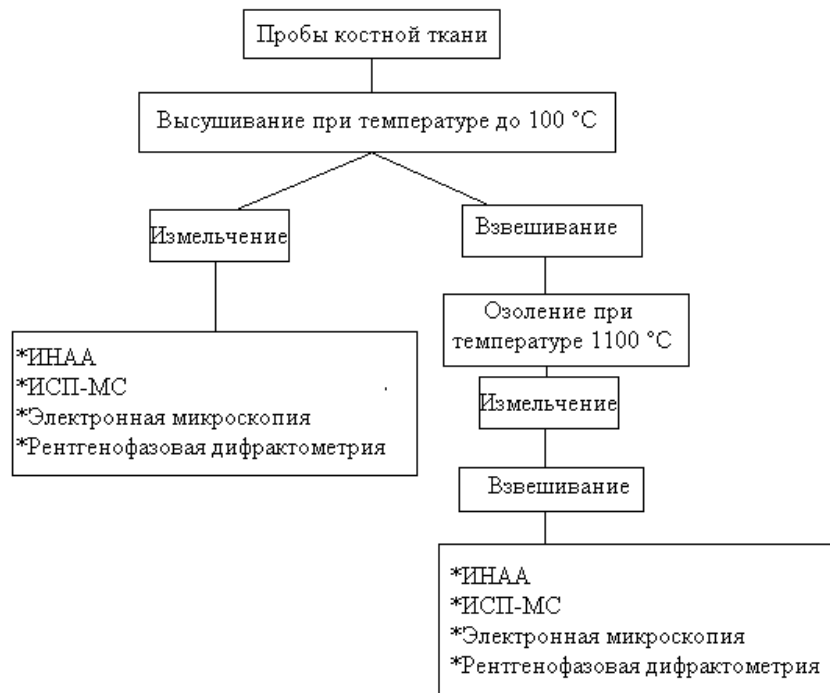 Пробы костной ткани
Высушивание при температуре до 100 °C
Измельчение
Взвешивание
Озоление при
температуре 1100 °C
*ИНАА
*ИСП-МС
*Электронная микроскопия
*Рентгенофазовая дифрактометрия
Измельчение
Взвешивание
*ИНАА
*ИСП-МС
*Электронная микроскопия
*Рентгенофазовая дифрактометрия